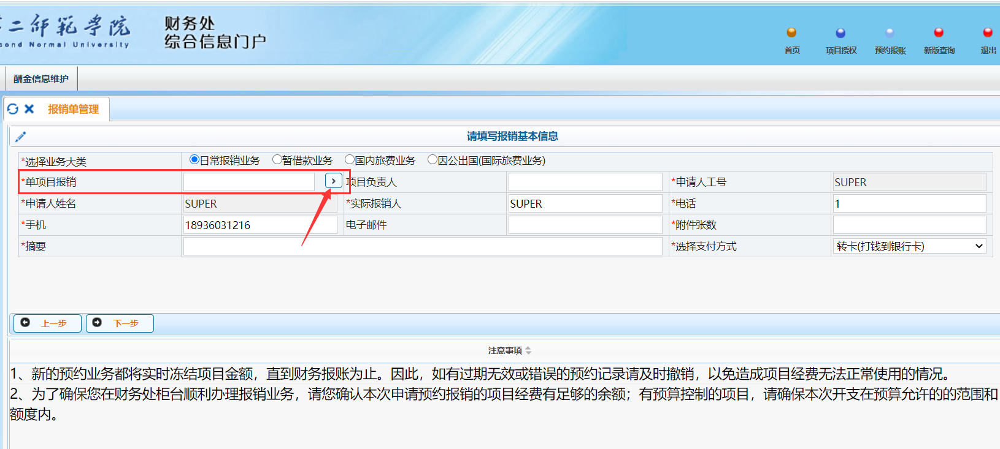 二师范学院
财务处
cond Normal University
综合信息门户
首页 项目授权 预约报账 新版查询 退出
酬金信息维护
报销单管理
请填写报销基本信息
*选择业务大类 日常报销业务 暂借款业务 国内旅费业务 因公出国(国际旅费业务)
*单项目报销 项目负责人 *申请人工号 SUPER
*申请人姓名 SUPER *实际报销人 SUPER *电话 1
*手机 18936031216 电子邮件 *附件张数
*摘要 *选择支付方式 转卡(打钱到银行卡)
上一步 下一步
注意事项
1、新的预约业务都将实时冻结项目金额，直到财务报账为止。因此，如有过期无效或错误的预约记录请及时撤销，以免造成项目经费无法正常使用的情况。
2、为了确保您在财务处柜台顺利办理报销业务，请您确认本次申请预约报销的项目经费有足够的余额；有预算控制的项目，请确保本次开支在预算允许的的范围和
额度内。